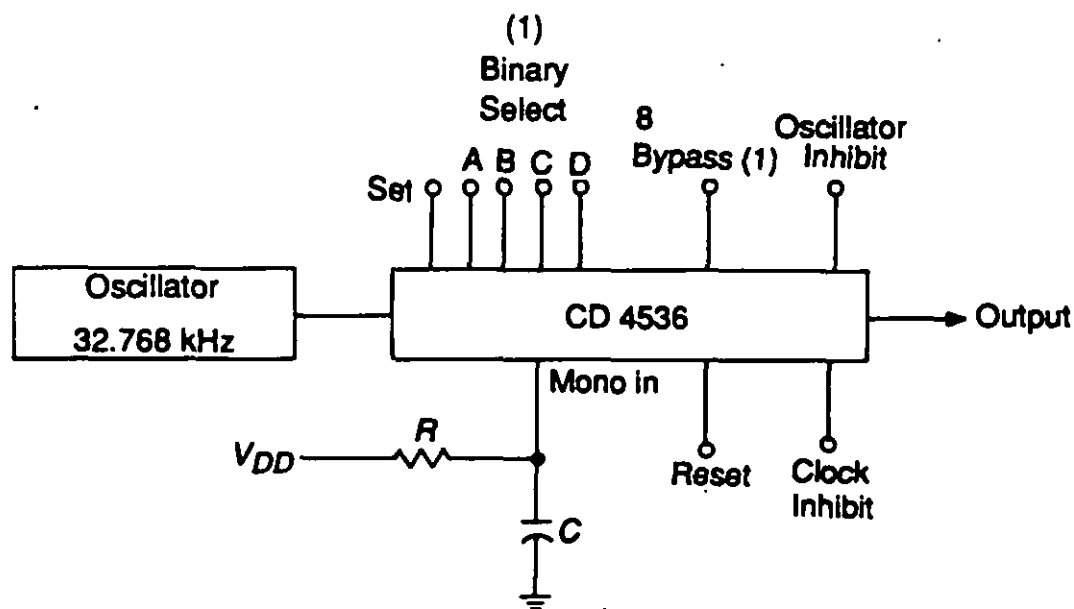 (1)
Binary
Select
8
Bypass (1)
Oscillator
Inhibit
Set
A B C D
Oscillator
32.768 kHz
CD 4536
Output
Mono in
R
VDD
Reset
Clock
Inhibit
C